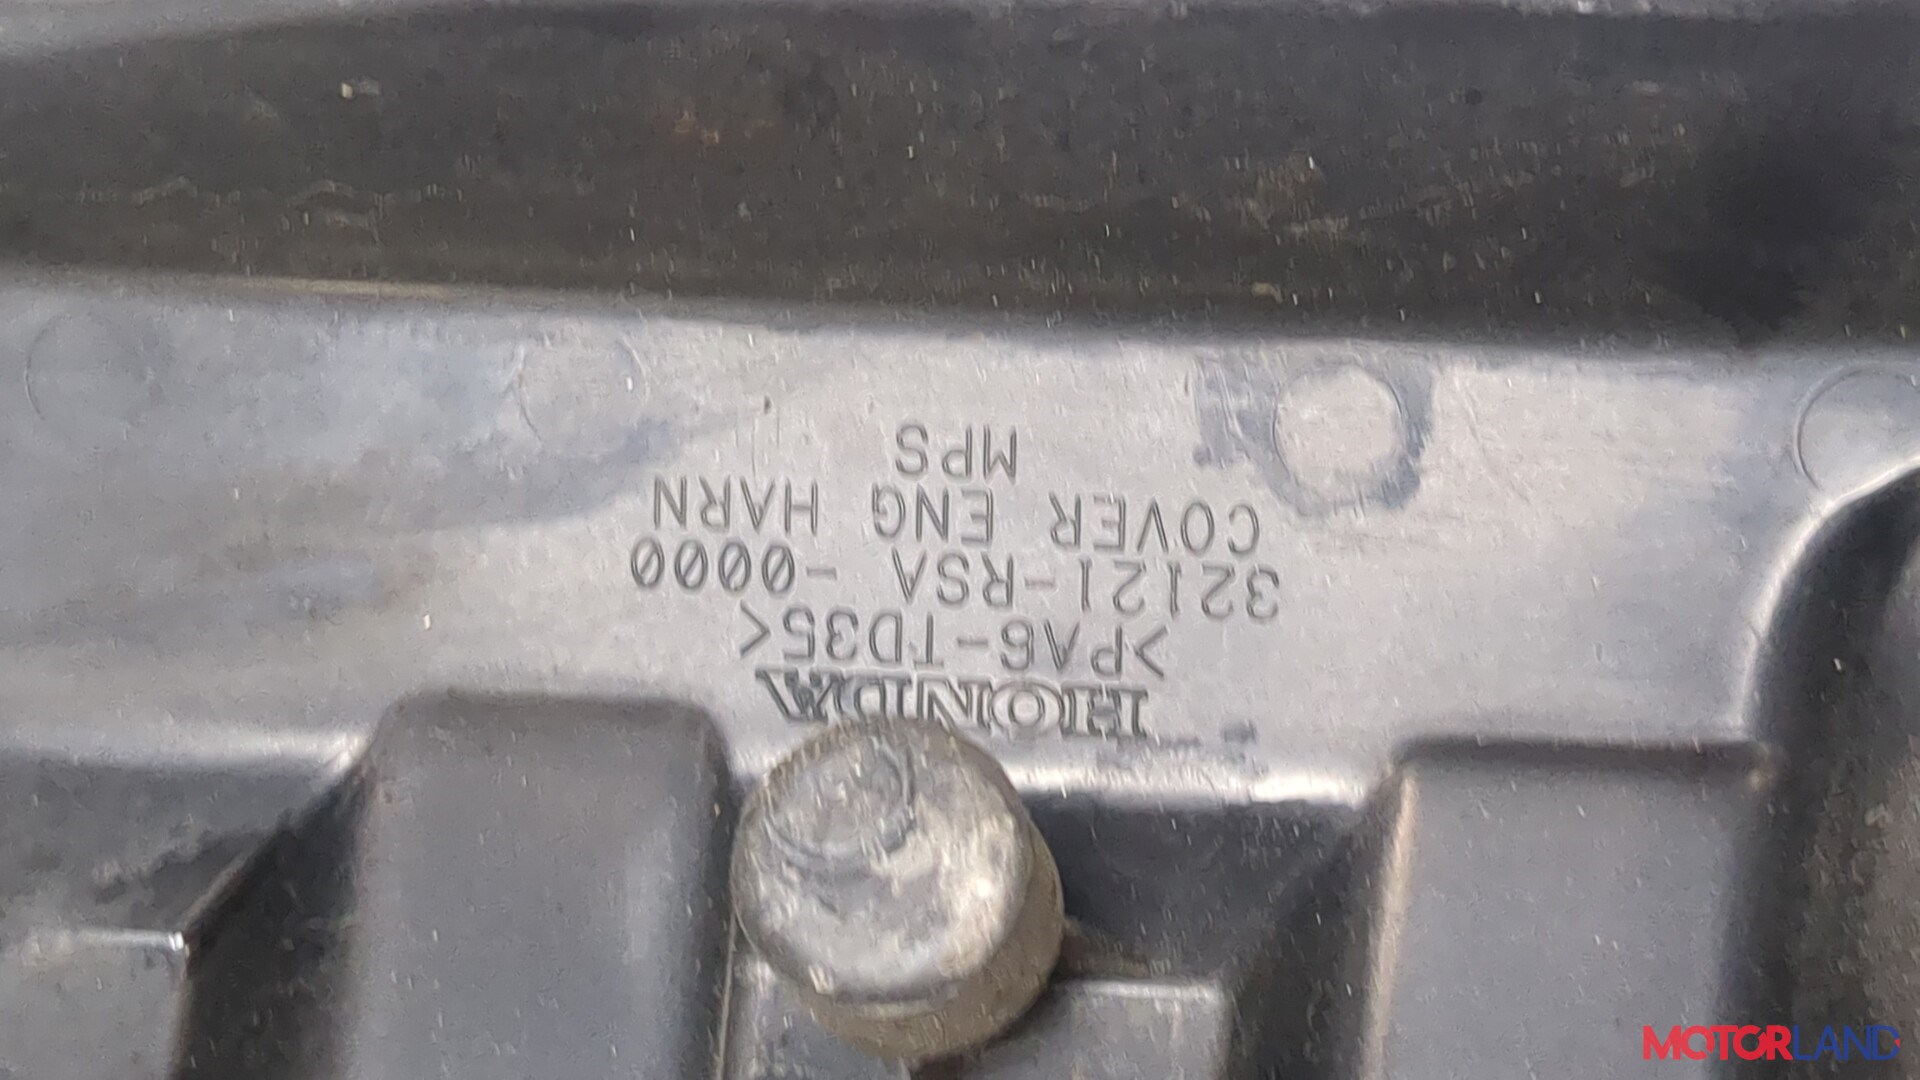 HONDA
>PA6-TD35<
32121-RSA -0000
COVER ENG HARN
MPS
MOTORLAND